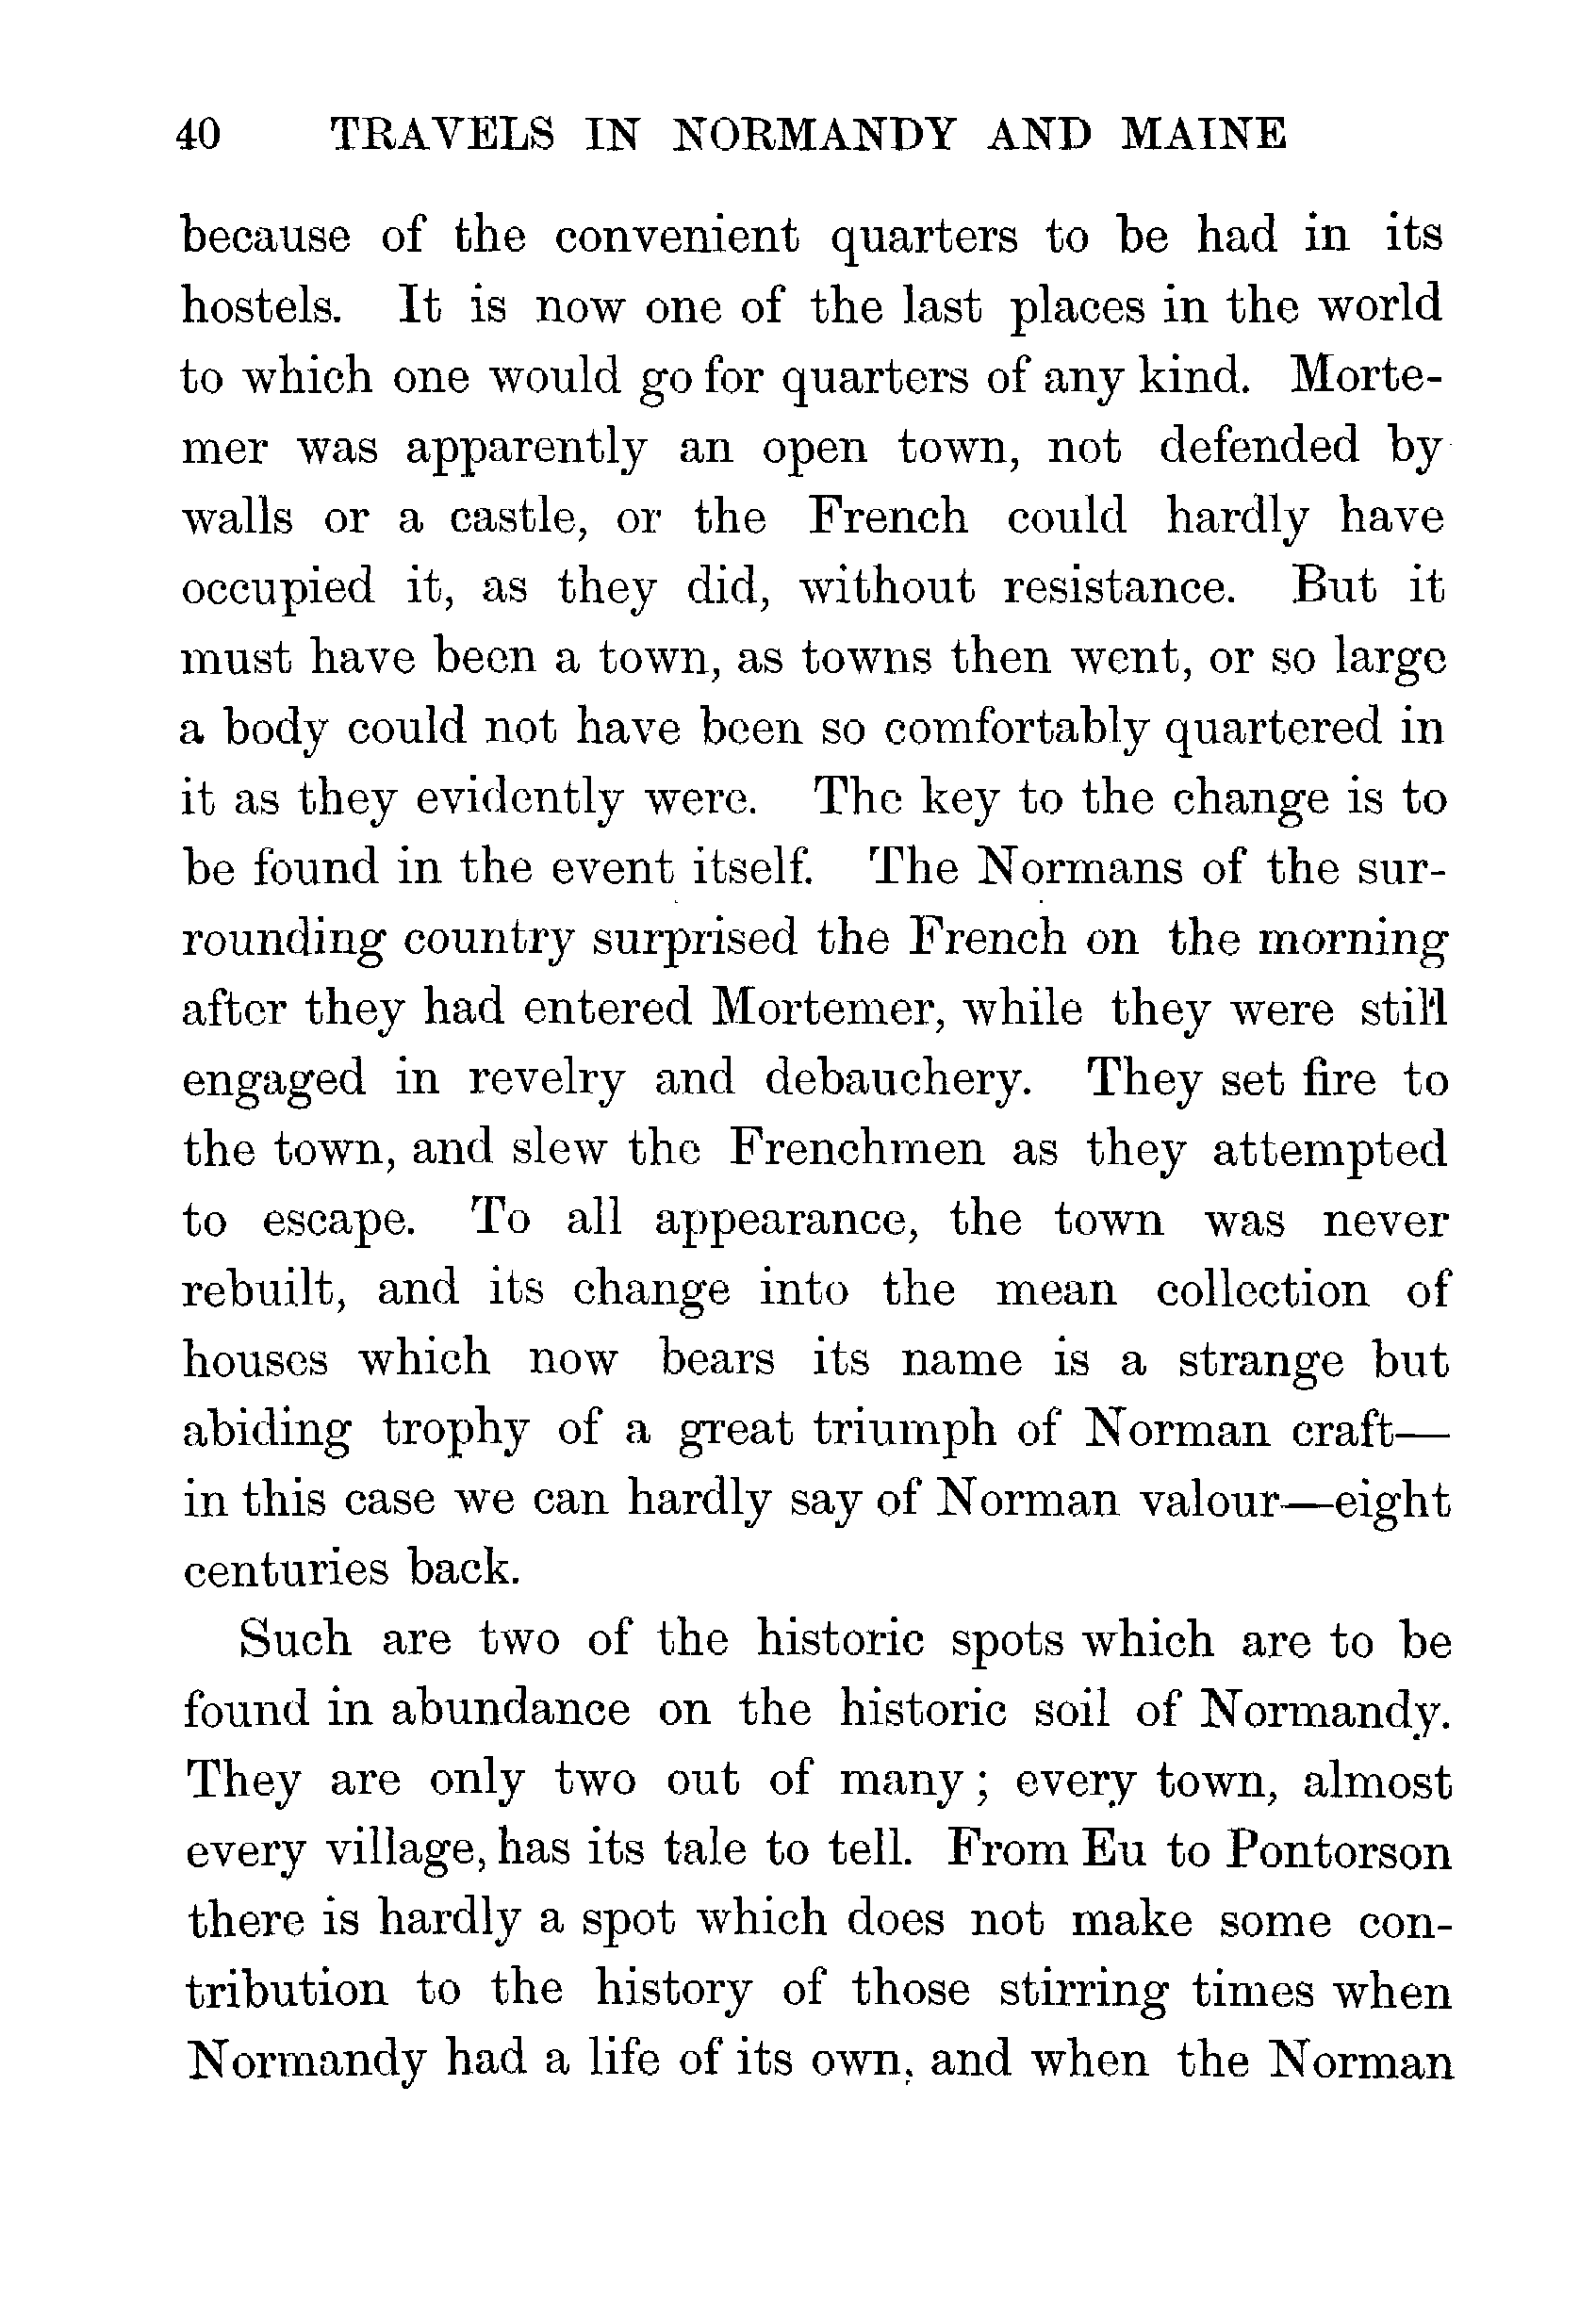 40 TRAVELS IN NORMANDY AND MAINE
because of the convenient quarters to be had in its
hostels. It is now one of the last places in the world
to which one would go for quarters of any kind. Morte-
mer was apparently an open town, not defended by
walls or a castle, or the French could hardly have
occupied it, as they did, without resistance. But it
must have been a town, as towns then went, or so large
a body could not have been so comfortably quartered in
it as they evidently were. The key to the change is to
be found in the event itself. The Normans of the sur-
rounding country surprised the French on the morning
after they had entered Mortemer, while they were still
engaged in revelry and debauchery. They set fire to
the town, and slew the Frenchmen as they attempted
to escape. To all appearance, the town was never
rebuilt, and its change into the mean collection of
houses which now bears its name is a strange but
abiding trophy of a great triumph of Norman craft—
in this case we can hardly say of Norman valour—eight
centuries back.
Such are two of the historic spots which are to be
found in abundance on the historic soil of Normandy.
They are only two out of many; every town, almost
every village, has its tale to tell. From Eu to Pontorson
there is hardly a spot which does not make some con-
tribution to the history of those stirring times when
Normandy had a life of its own, and when the Norman